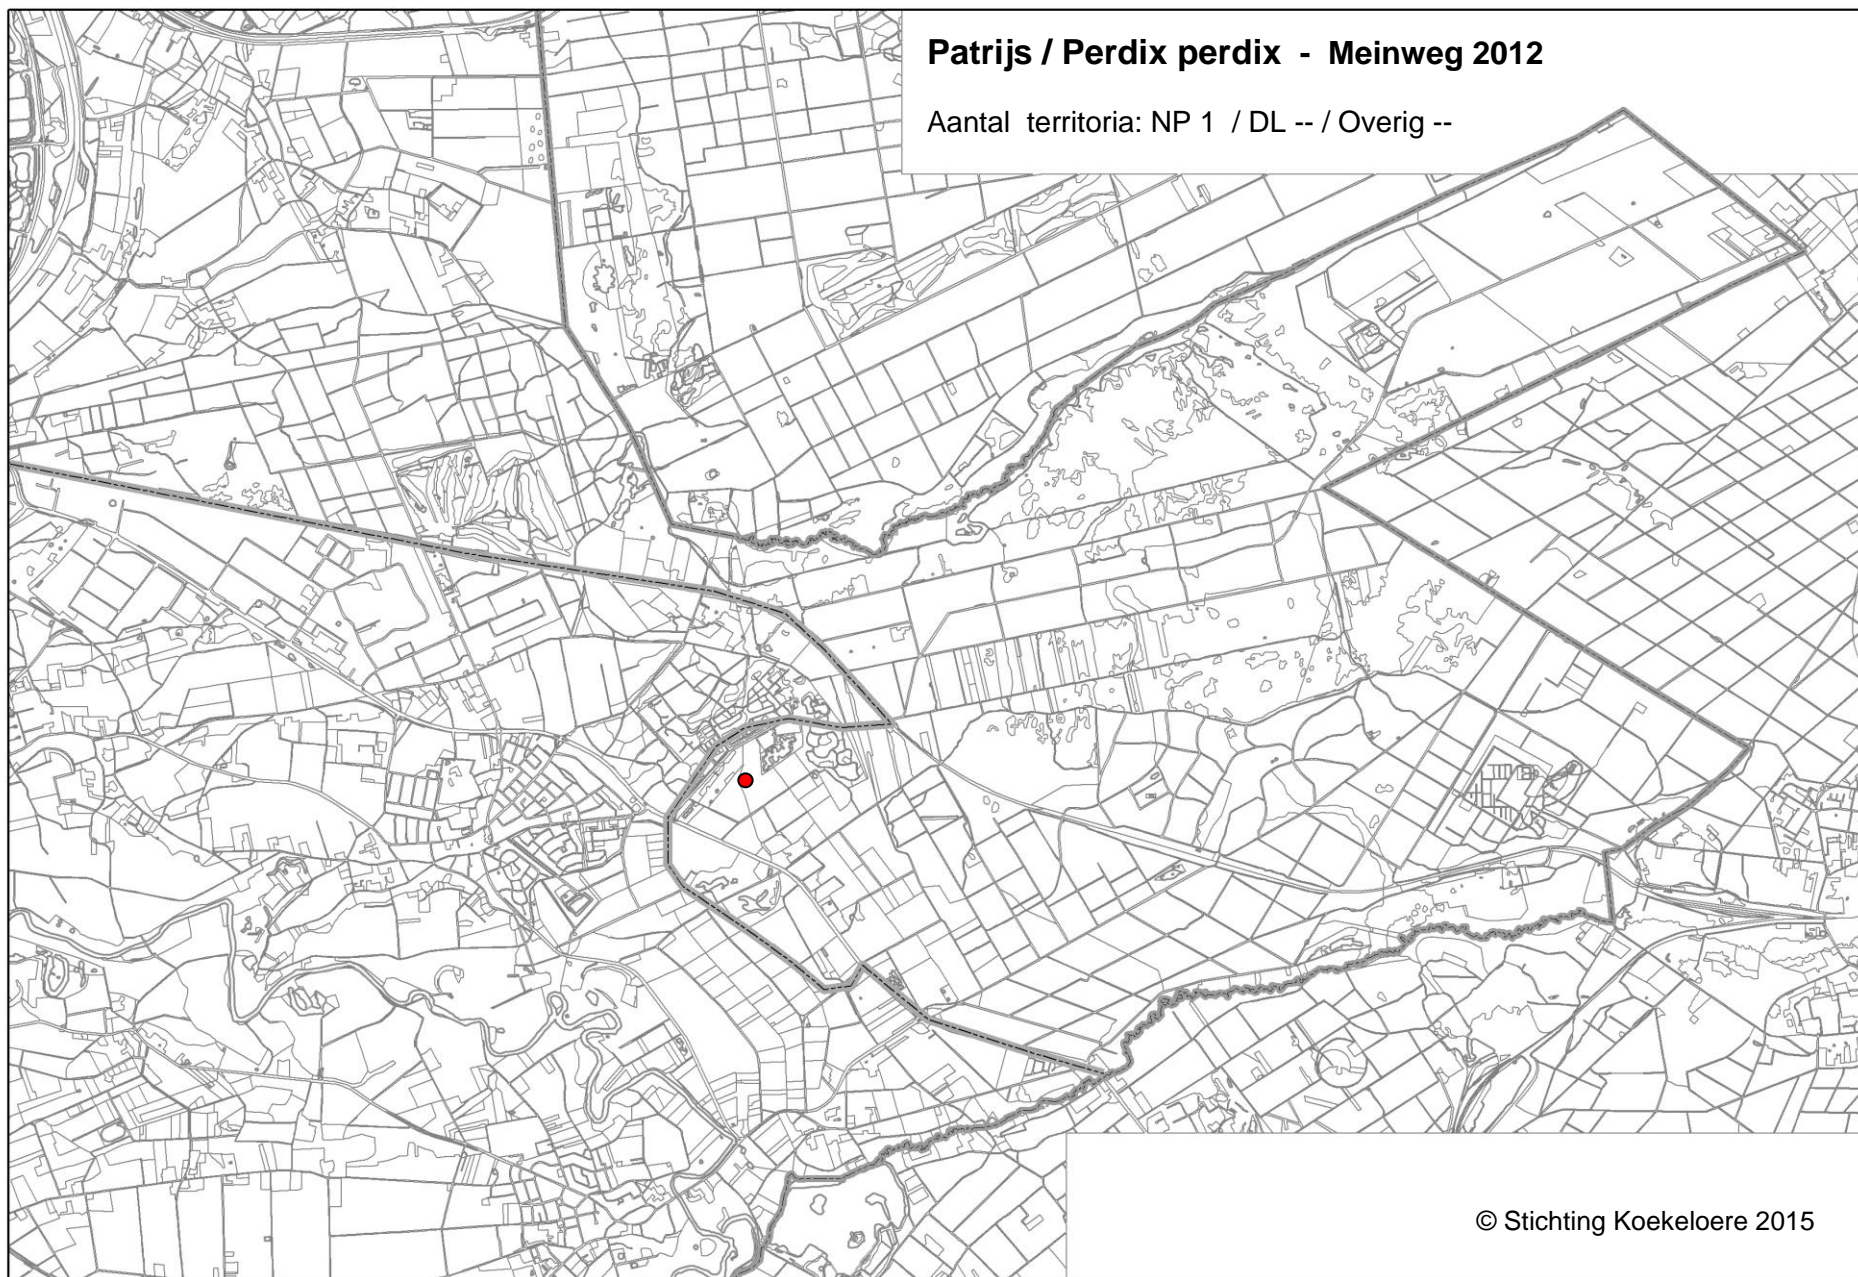 Patrijs / Perdix perdix - Meinweg 2012
Aantal territoria: NP 1 / DL -- / Overig --
© Stichting Koekeloere 2015